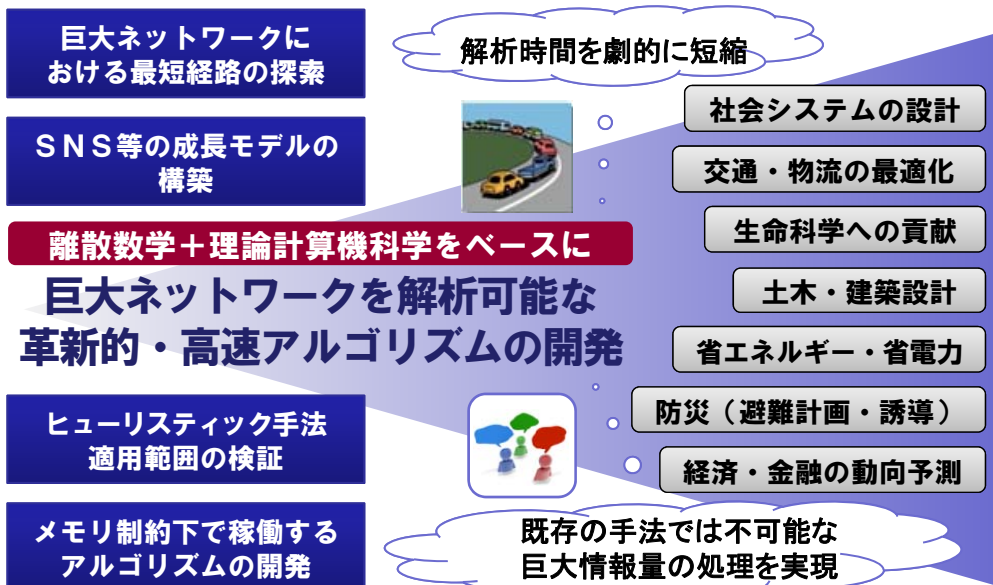 巨大ネットワークに
おける最短経路の探索
解析時間を劇的に短縮
SNS等の成長モデルの
構築
社会システムの設計
交通・物流の最適化
生命科学への貢献
土木・建築設計
省エネルギー・省電力
防災（避難計画・誘導）
経済・金融の動向予測
離散数学＋理論計算機科学をベースに
巨大ネットワークを解析可能な
革新的・高速アルゴリズムの開発
ヒューリスティック手法
適用範囲の検証
メモリ制約下で稼働する
アルゴリズムの開発
既存の手法では不可能な
巨大情報量の処理を実現